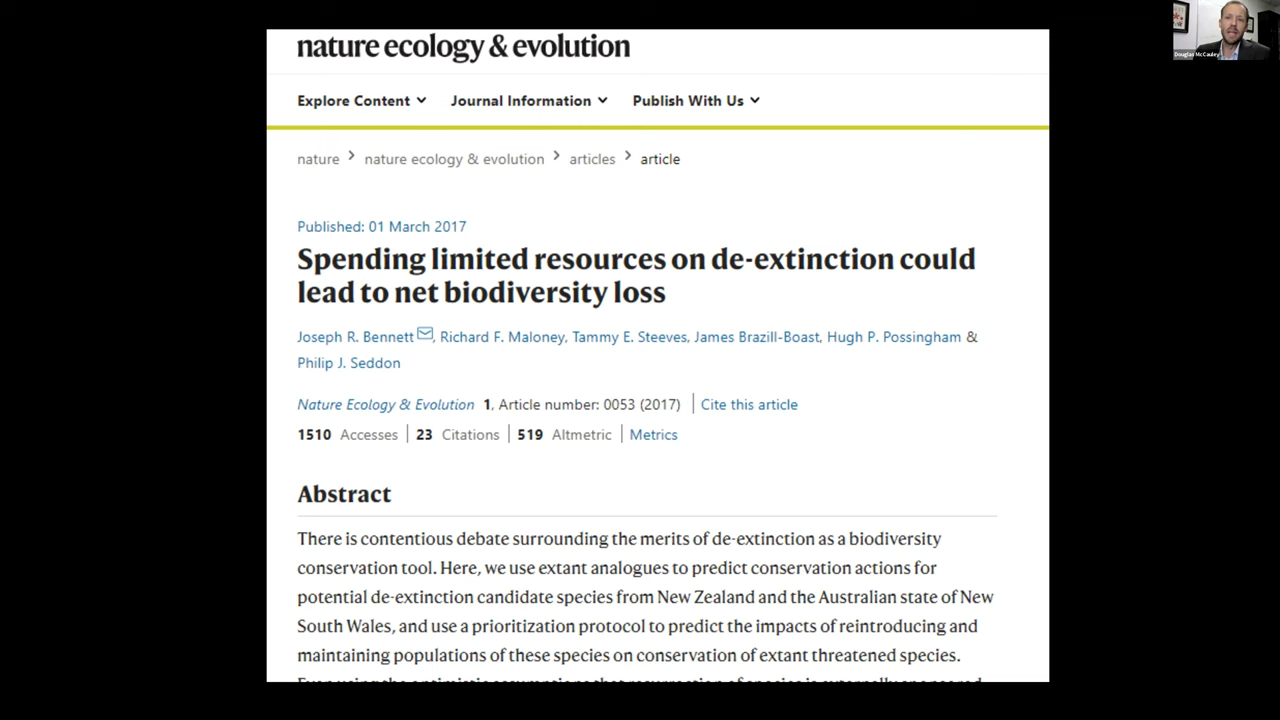 nature ecology & evolution
Explore Content Journal Information Publish With Us
nature > nature ecology & evolution > articles > article
Published: 01 March 2017
Spending limited resources on de-extinction could
lead to net biodiversity loss
Joseph R. Bennett, Richard F. Maloney, Tammy E. Steeves, James Brazill-Boast, Hugh P. Possingham &
Philip J. Seddon
Nature Ecology & Evolution 1, Article number: 0053 (2017) | Cite this article
1510 Accesses | 23 Citations | 519 Altmetric | Metrics
Abstract
There is contentious debate surrounding the merits of de-extinction as a biodiversity
conservation tool. Here, we use extant analogues to predict conservation actions for
potential de-extinction candidate species from New Zealand and the Australian state of New
South Wales, and use a prioritization protocol to predict the impacts of reintroducing and
maintaining populations of these species on conservation of extant threatened species.
Douglas McCauley